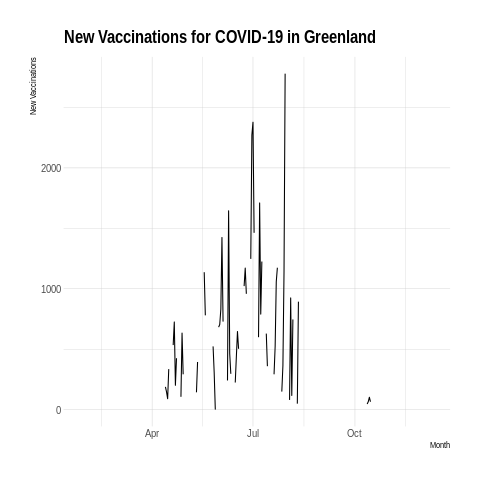 New Vaccinations for COVID-19 in Greenland
New Vaccinations
2000
1000
0
Apr Jul Oct
Month